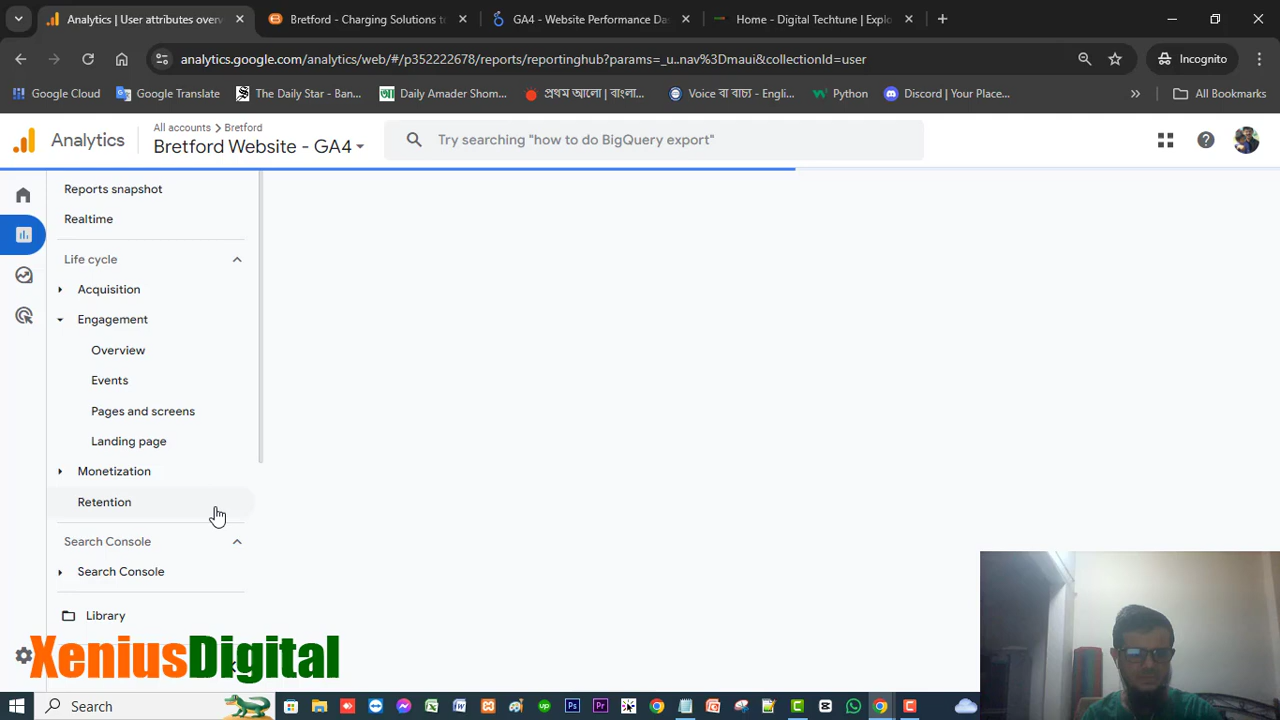 Analytics | User attributes over
Bretford - Charging Solutions to
GA4 - Website Performance Da
Home - Digital Techtune | Explo
analytics.google.com/analytics/web/#/p352222678/reports/reportinghub?params=_u..nav%3Dmaui&collectionId=user
Incognito
Google Cloud
Google Translate
The Daily Star - Ban...
Daily Amader Shom...
প্রথম আলো | বাংলা...
Voice বা বাচ্য - Engli...
Python
Discord | Your Place...
All Bookmarks
Analytics
All accounts > Bretford
Bretford Website - GA4
Try searching "how to do BigQuery export"
Reports snapshot
Realtime
Life cycle
Acquisition
Engagement
Overview
Events
Pages and screens
Landing page
Monetization
Retention
Search Console
Search Console
Library
XeniusDigital
Search